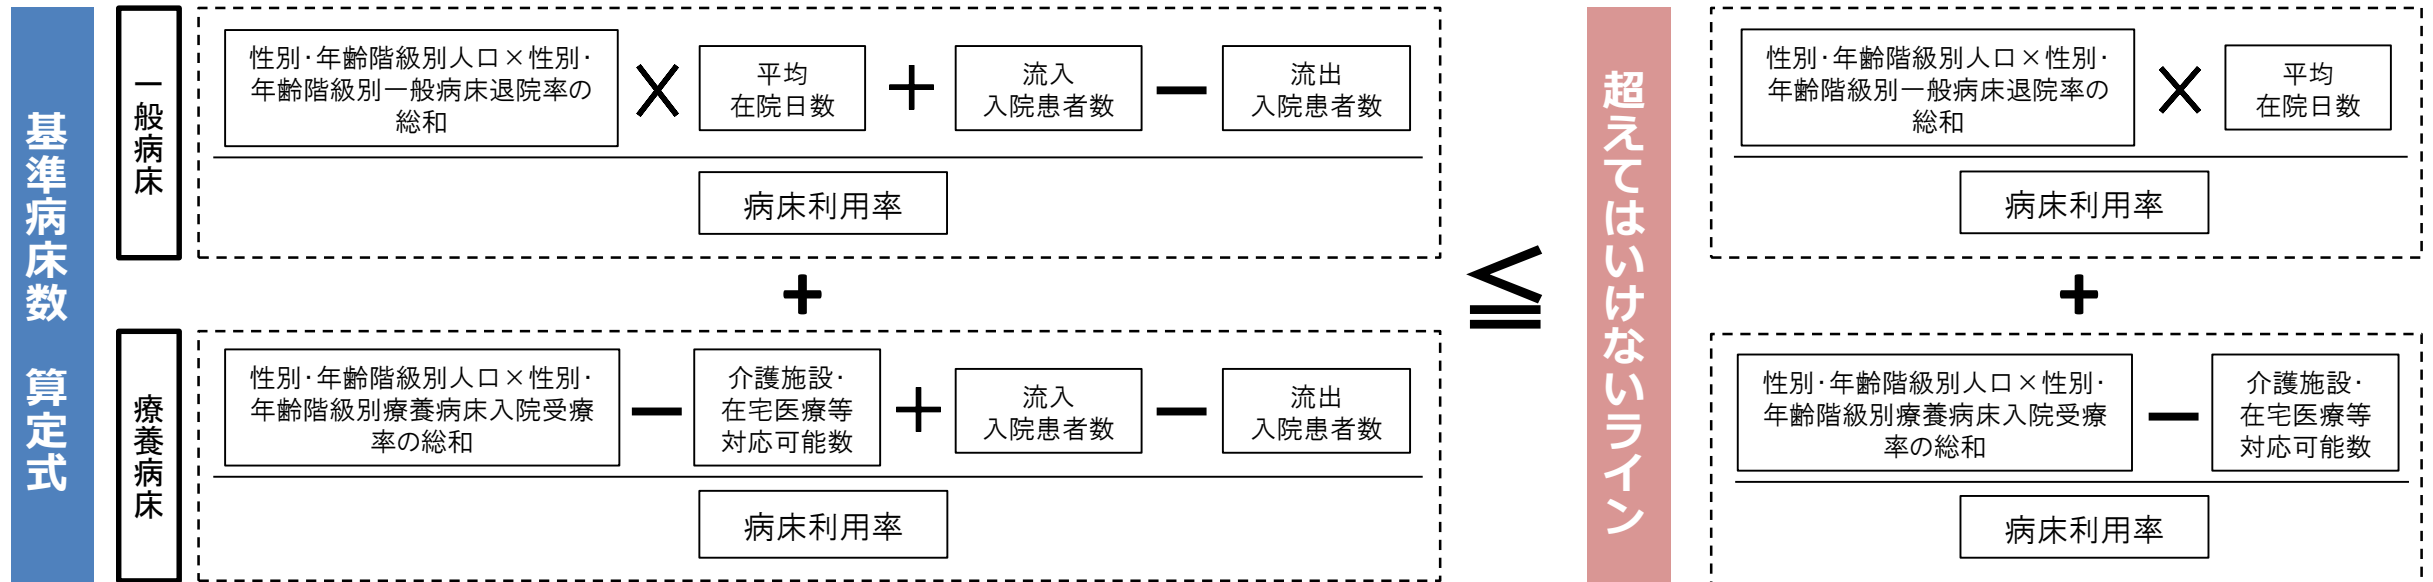 基準病床数 算定式
一般病床
性別・年齢階級別人口×性別・
年齢階級別一般病床退院率の
総和
×
平均
在院日数
＋
流入
入院患者数
－
流出
入院患者数
病床利用率
+
療養病床
性別・年齢階級別人口×性別・
年齢階級別療養病床入院受療
率の総和
－
介護施設・
在宅医療等
対応可能数
＋
流入
入院患者数
－
流出
入院患者数
病床利用率
≦
超えてはいけないライン
性別・年齢階級別人口×性別・
年齢階級別一般病床退院率の
総和
×
平均
在院日数
病床利用率
+
性別・年齢階級別人口×性別・
年齢階級別療養病床入院受療
率の総和
－
介護施設・
在宅医療等
対応可能数
病床利用率